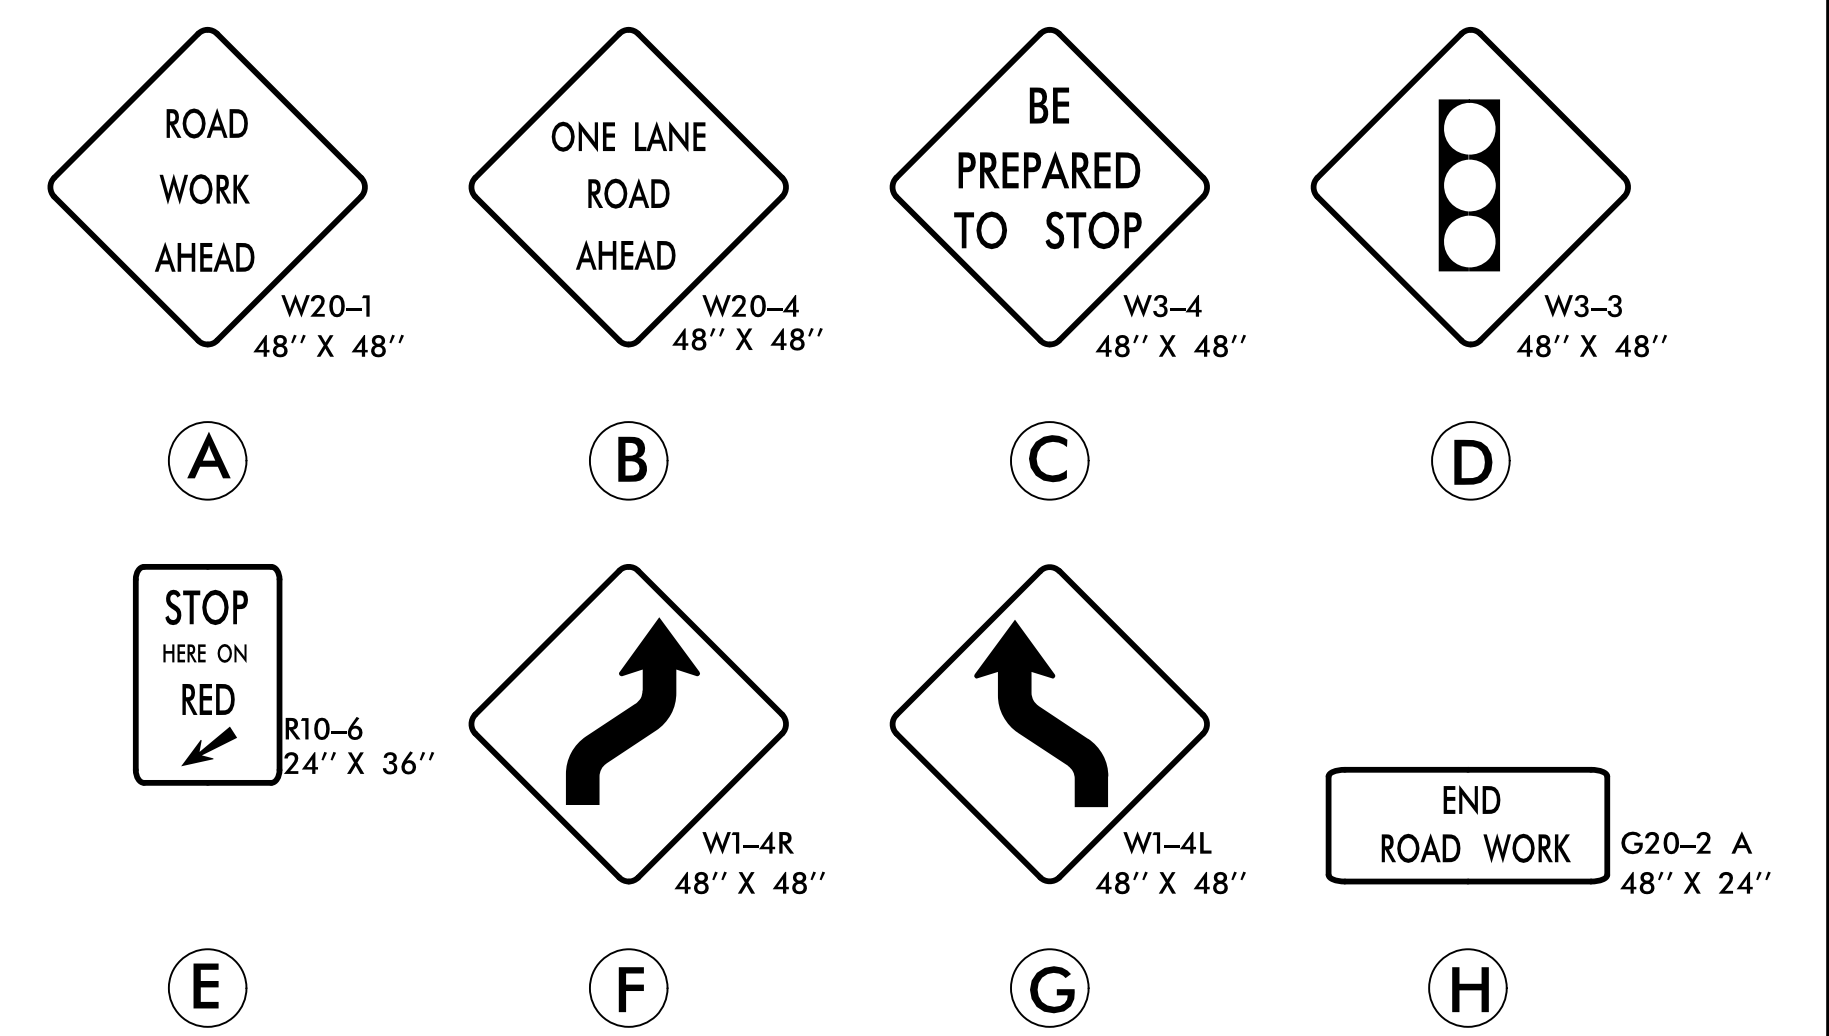 ROAD
WORK
AHEAD
W20–1
48’’ X 48’’
A
ONE LANE
ROAD
AHEAD
W20–4
48’’ X 48’’
B
BE
PREPARED
TO STOP
W3–4
48’’ X 48’’
C
W3–3
48’’ X 48’’
D
STOP
HERE ON
RED
R10–6
24’’ X 36’’
E
W1–4R
48’’ X 48’’
F
W1–4L
48’’ X 48’’
G
END
ROAD WORK
G20–2 A
48’’ X 24’’
H